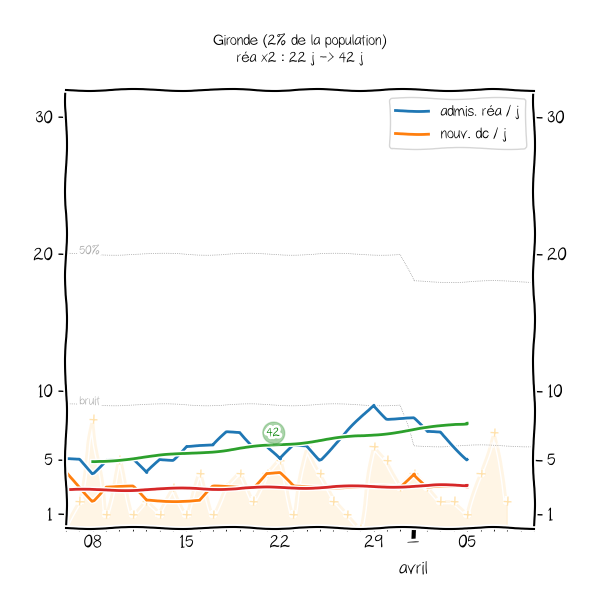 Gironde (2% de la population)
réa x2 : 22 j -> 42 j
admis. réa / j
nouv. dc / j
30
30
50%
20
20
bruit
10
10
42
5
5
1
1
08 15 22 29 1 05
avril